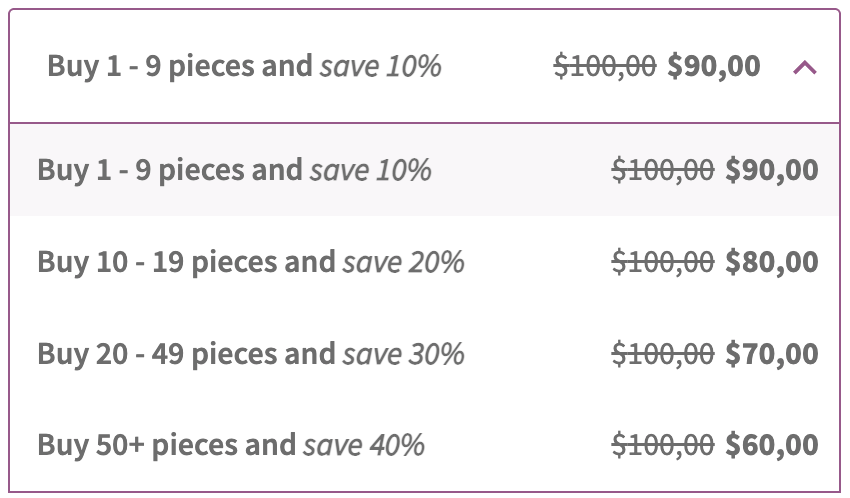 Buy 1 - 9 pieces and save 10% $100,00 $90,00
Buy 1 - 9 pieces and save 10% $100,00 $90,00
Buy 10 - 19 pieces and save 20% $100,00 $80,00
Buy 20 - 49 pieces and save 30% $100,00 $70,00
Buy 50+ pieces and save 40% $100,00 $60,00